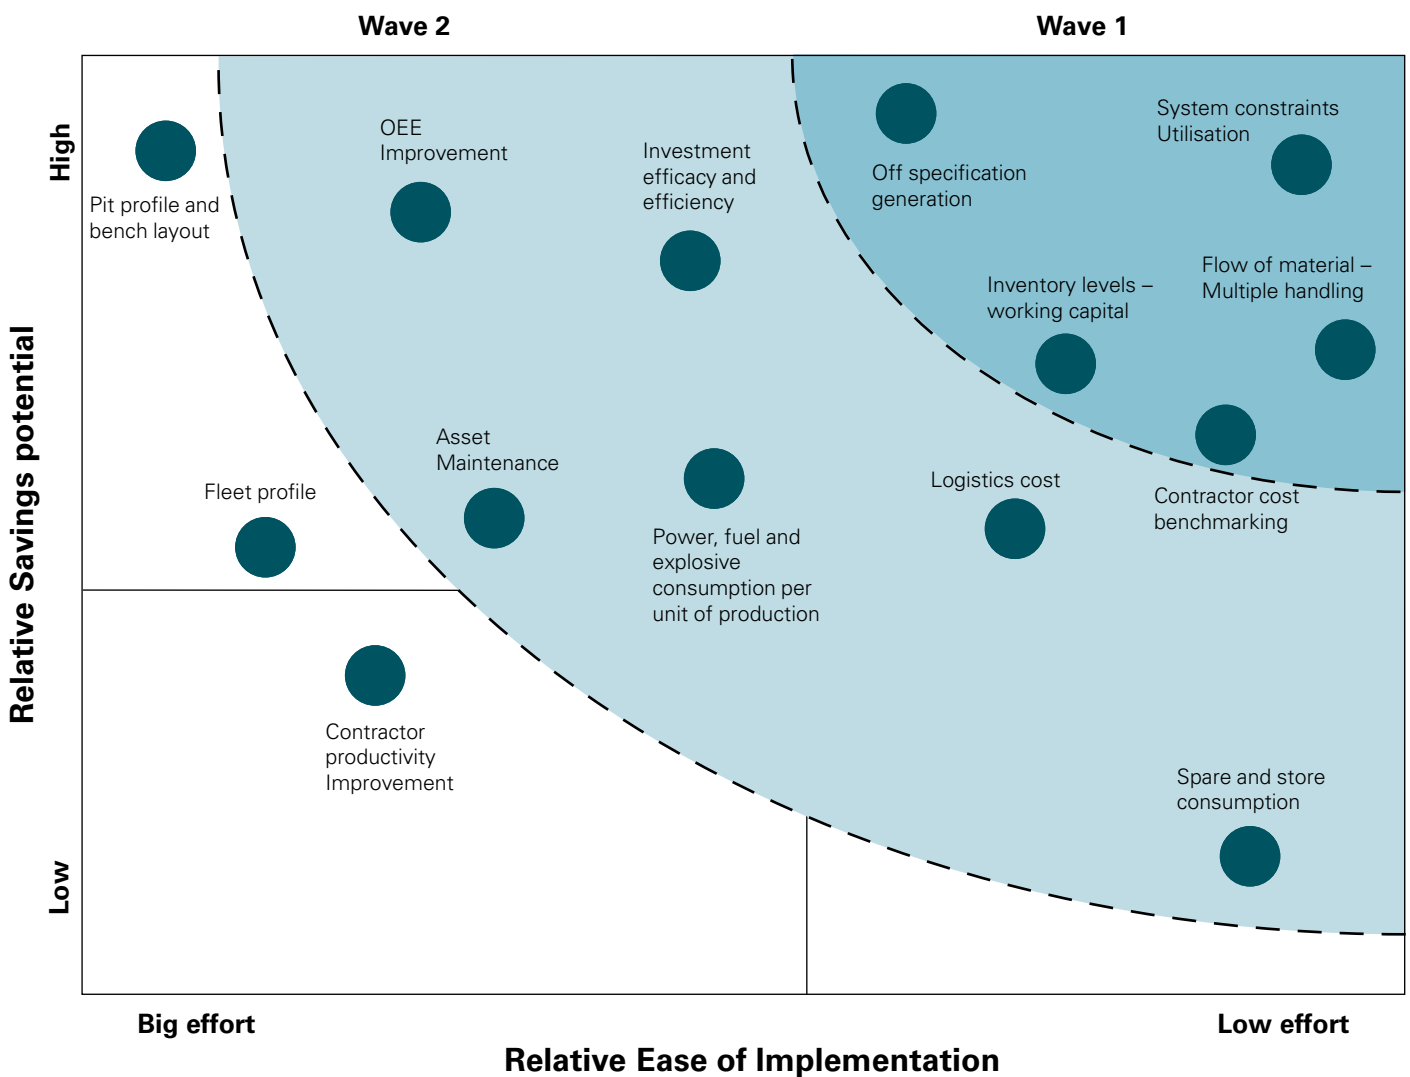 Wave 2
Wave 1
High
Low
Relative Savings potential
Pit profile and
bench layout
OEE
Improvement
Investment
efficacy and
efficiency
Off specification
generation
System constraints
Utilisation
Inventory levels –
working capital
Flow of material –
Multiple handling
Fleet profile
Asset
Maintenance
Power, fuel and
explosive
consumption per
unit of production
Logistics cost
Contractor cost
benchmarking
Contractor
productivity
Improvement
Spare and store
consumption
Big effort
Low effort
Relative Ease of Implementation